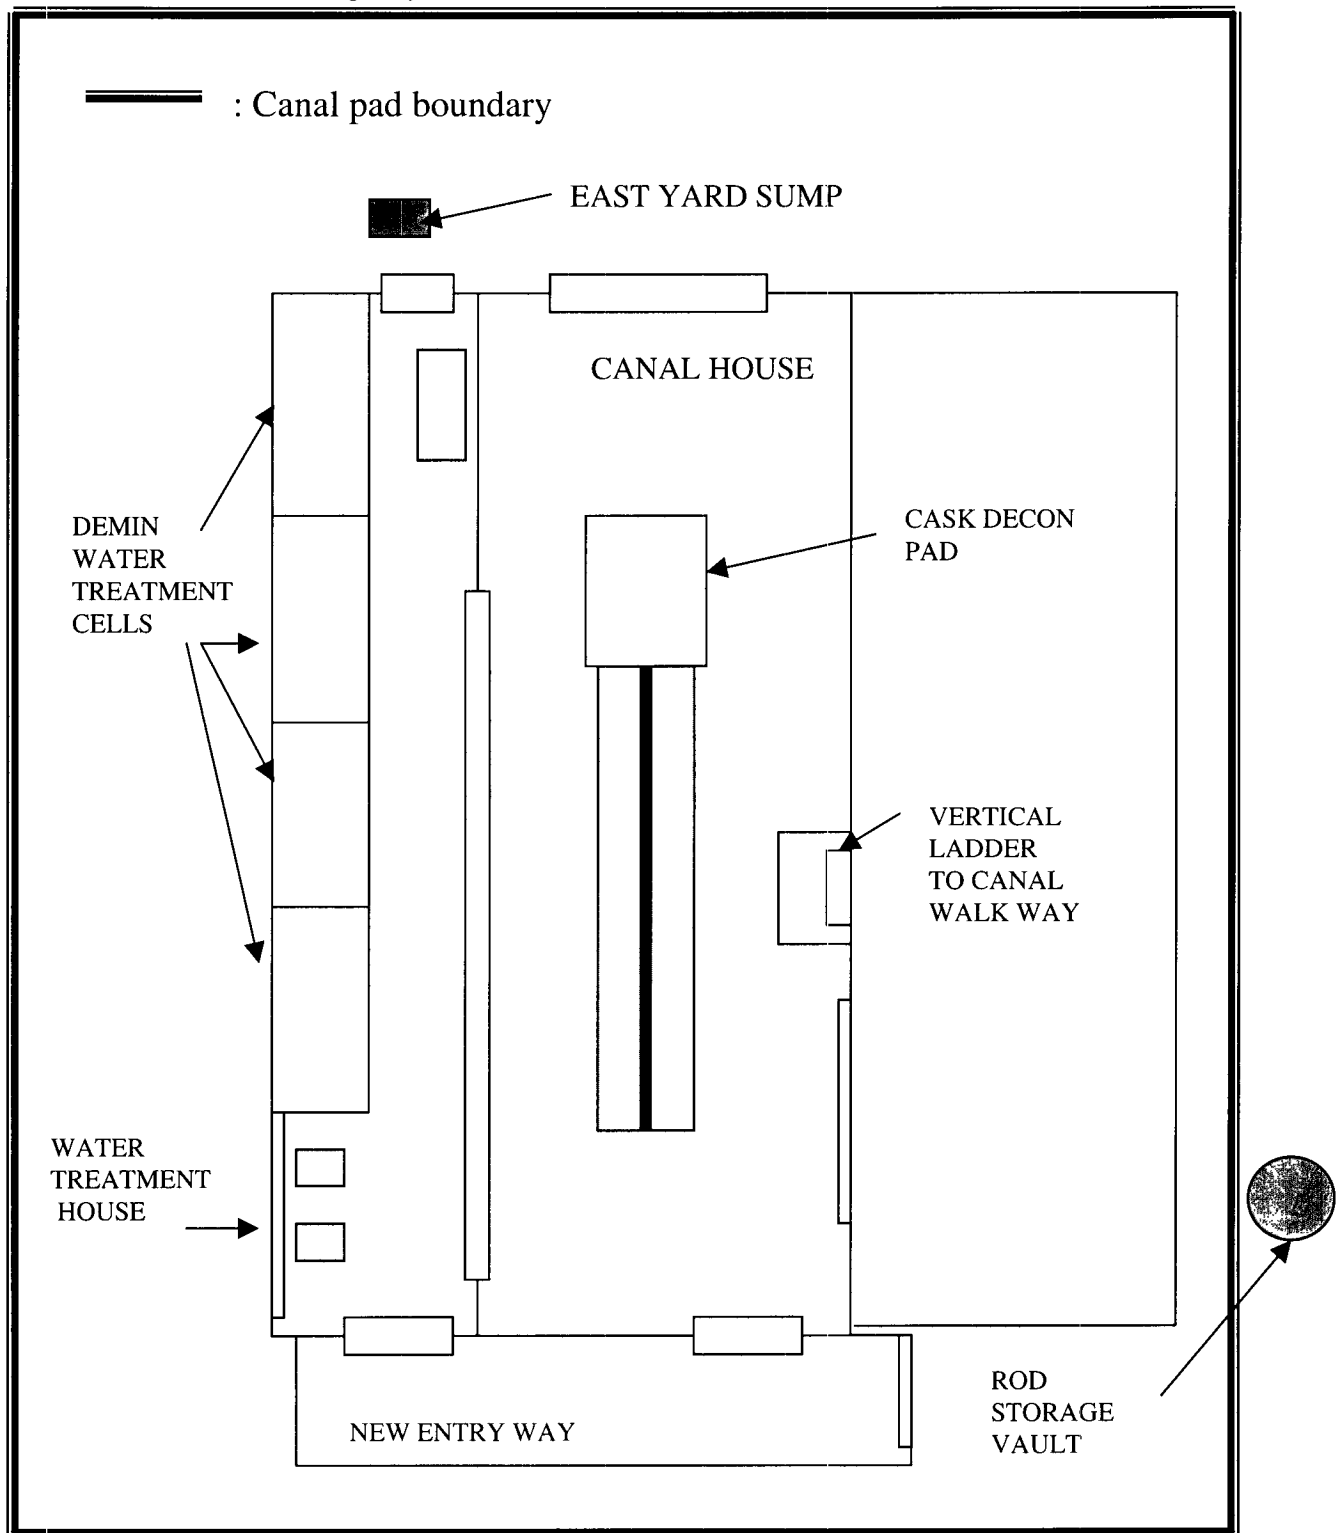 : Canal pad boundary
EAST YARD SUMP
CANAL HOUSE
DEMIN
WATER
TREATMENT
CELLS
CASK DECON
PAD
VERTICAL
LADDER
TO CANAL
WALK WAY
WATER
TREATMENT
HOUSE
ROD
STORAGE
VAULT
NEW ENTRY WAY